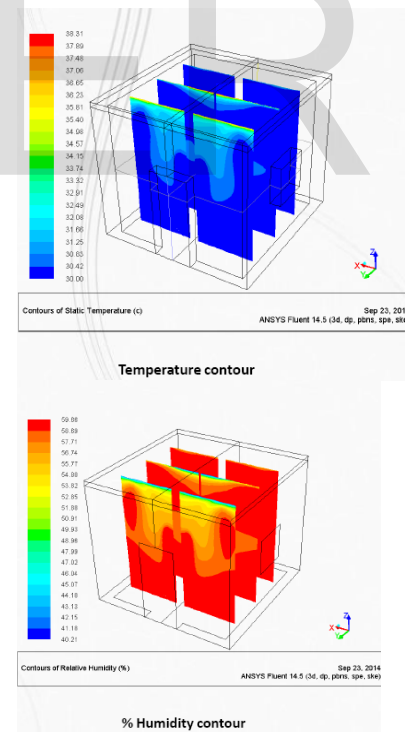 ER
38.31
37.89
37.48
37.06
36.65
36.23
35.81
35.40
34.98
34.57
34.15
33.74
33.32
32.91
32.49
32.08
31.66
31.25
30.83
30.42
30.00
Z
X
Y
Contours of Static Temperature (c)
Sep 23, 201
ANSYS Fluent 14.5 (3d, dp, pbns, spe, ske
Temperature contour
59.66
58.69
57.71
56.74
55.77
54.80
53.82
52.85
51.88
50.91
49.93
48.96
47.99
47.02
46.04
45.07
44.10
43.13
42.15
41.18
40.21
Z
X
Y
Contours of Relative Humidity (%)
Sep 23, 2014
ANSYS Fluent 14.5 (3d, dp, pbns, spe, ske)
% Humidity contour